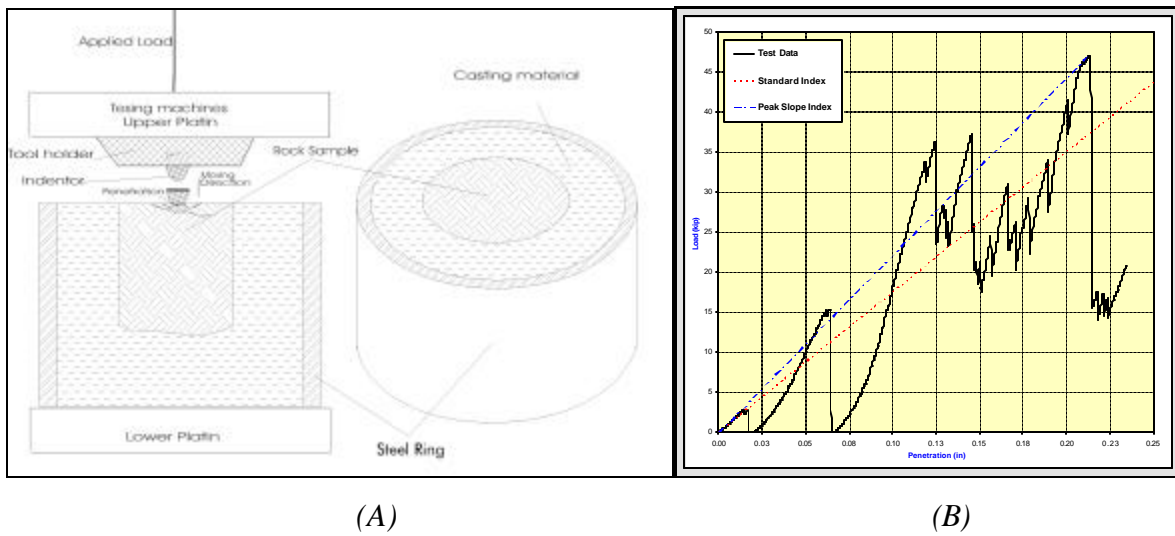 Applied Load
Casting material
Tesing machines
Upper Platin
Tool holder
Rock Sample
Indentor
Moving
Direction
Penetration
Lower Platin
Steel Ring
Test Data
Standard Index
Peak Slope Index
50
45
40
35
30
25
20
15
10
5
0
Load (kip)
0.00 0.03 0.05 0.08 0.10 0.13 0.15 0.18 0.20 0.23 0.25
Penetration (in)
(A) (B)